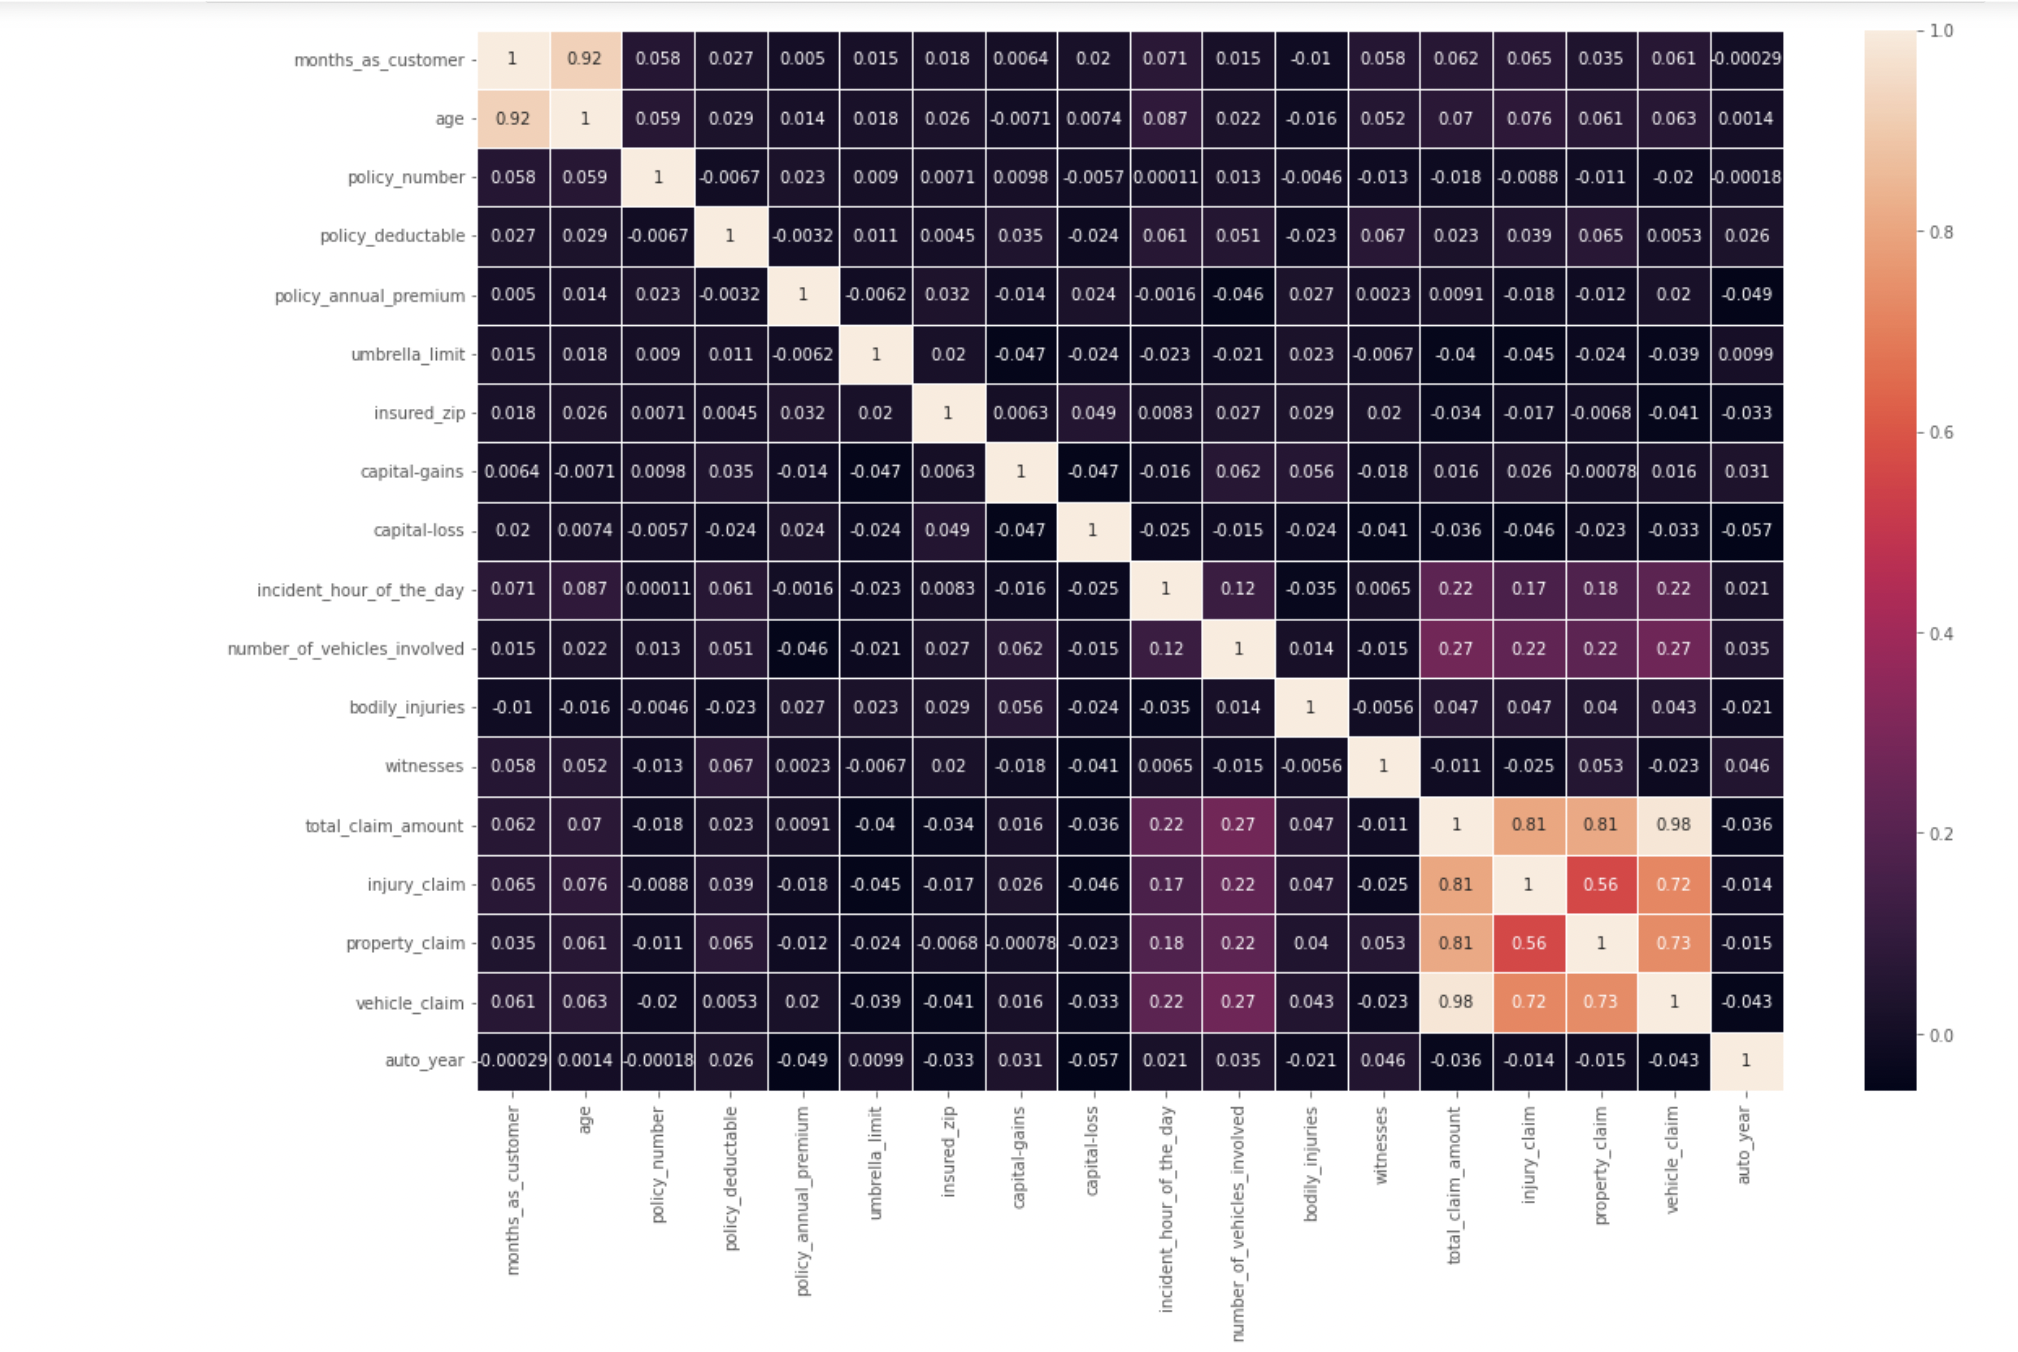 months_as_customer 1 0.92 0.058 0.027 0.005 0.015 0.018 0.0064 0.02 0.071 0.015 -0.01 0.058 0.062 0.065 0.035 0.061 -0.00029
age 0.92 1 0.059 0.029 0.014 0.018 0.026 -0.0071 0.0074 0.087 0.022 -0.016 0.052 0.07 0.076 0.061 0.063 0.0014
policy_number 0.058 0.059 1 -0.0067 0.023 0.009 0.0071 0.0098 -0.0057 0.00011 0.013 -0.0046 -0.013 -0.018 -0.0088 -0.011 -0.02 -0.00018
policy_deductable 0.027 0.029 -0.0067 1 -0.0032 0.011 0.0045 0.035 -0.024 0.061 0.051 -0.023 0.067 0.023 0.039 0.065 0.0053 0.026
policy_annual_premium 0.005 0.014 0.023 -0.0032 1 -0.0062 0.032 -0.014 0.024 -0.0016 -0.046 0.027 0.0023 0.0091 -0.018 -0.012 0.02 -0.049
umbrella_limit 0.015 0.018 0.009 0.011 -0.0062 1 0.02 -0.047 -0.024 -0.023 -0.021 0.023 -0.0067 -0.04 -0.045 -0.024 -0.039 0.0099
insured_zip 0.018 0.026 0.0071 0.0045 0.032 0.02 1 0.0063 0.049 0.0083 0.027 0.029 0.02 -0.034 -0.017 -0.0068 -0.041 -0.033
capital-gains 0.0064 -0.0071 0.0098 0.035 -0.014 -0.047 0.0063 1 -0.047 -0.016 0.062 0.056 -0.018 0.016 0.026 -0.00078 0.016 0.031
capital-loss 0.02 0.0074 -0.0057 -0.024 0.024 -0.024 0.049 -0.047 1 -0.025 -0.015 -0.024 -0.041 -0.036 -0.046 -0.023 -0.033 -0.057
incident_hour_of_the_day 0.071 0.087 0.00011 0.061 -0.0016 -0.023 0.0083 -0.016 -0.025 1 0.12 -0.035 0.0065 0.22 0.17 0.18 0.22 0.021
number_of_vehicles_involved 0.015 0.022 0.013 0.051 -0.046 -0.021 0.027 0.062 -0.015 0.12 1 0.014 -0.015 0.27 0.22 0.22 0.27 0.035
bodily_injuries -0.01 -0.016 -0.0046 -0.023 0.027 0.023 0.029 0.056 -0.024 -0.035 0.014 1 -0.0056 0.047 0.047 0.04 0.043 -0.021
witnesses 0.058 0.052 -0.013 0.067 0.0023 -0.0067 0.02 -0.018 -0.041 0.0065 -0.015 -0.0056 1 -0.011 -0.025 0.053 -0.023 0.046
total_claim_amount 0.062 0.07 -0.018 0.023 0.0091 -0.04 -0.034 0.016 -0.036 0.22 0.27 0.047 -0.011 1 0.81 0.81 0.98 -0.036
injury_claim 0.065 0.076 -0.0088 0.039 -0.018 -0.045 -0.017 0.026 -0.046 0.17 0.22 0.047 -0.025 0.81 1 0.56 0.72 -0.014
property_claim 0.035 0.061 -0.011 0.065 -0.012 -0.024 -0.0068 -0.00078 -0.023 0.18 0.22 0.04 0.053 0.81 0.56 1 0.73 -0.015
vehicle_claim 0.061 0.063 -0.02 0.0053 0.02 -0.039 -0.041 0.016 -0.033 0.22 0.27 0.043 -0.023 0.98 0.72 0.73 1 -0.043
auto_year -0.00029 0.0014 -0.00018 0.026 -0.049 0.0099 -0.033 0.031 -0.057 0.021 0.035 -0.021 0.046 -0.036 -0.014 -0.015 -0.043 1
months_as_customer
age
policy_number
policy_deductable
policy_annual_premium
umbrella_limit
insured_zip
capital-gains
capital-loss
incident_hour_of_the_day
number_of_vehicles_involved
bodily_injuries
witnesses
total_claim_amount
injury_claim
property_claim
vehicle_claim
auto_year
1.0
0.8
0.6
0.4
0.2
0.0